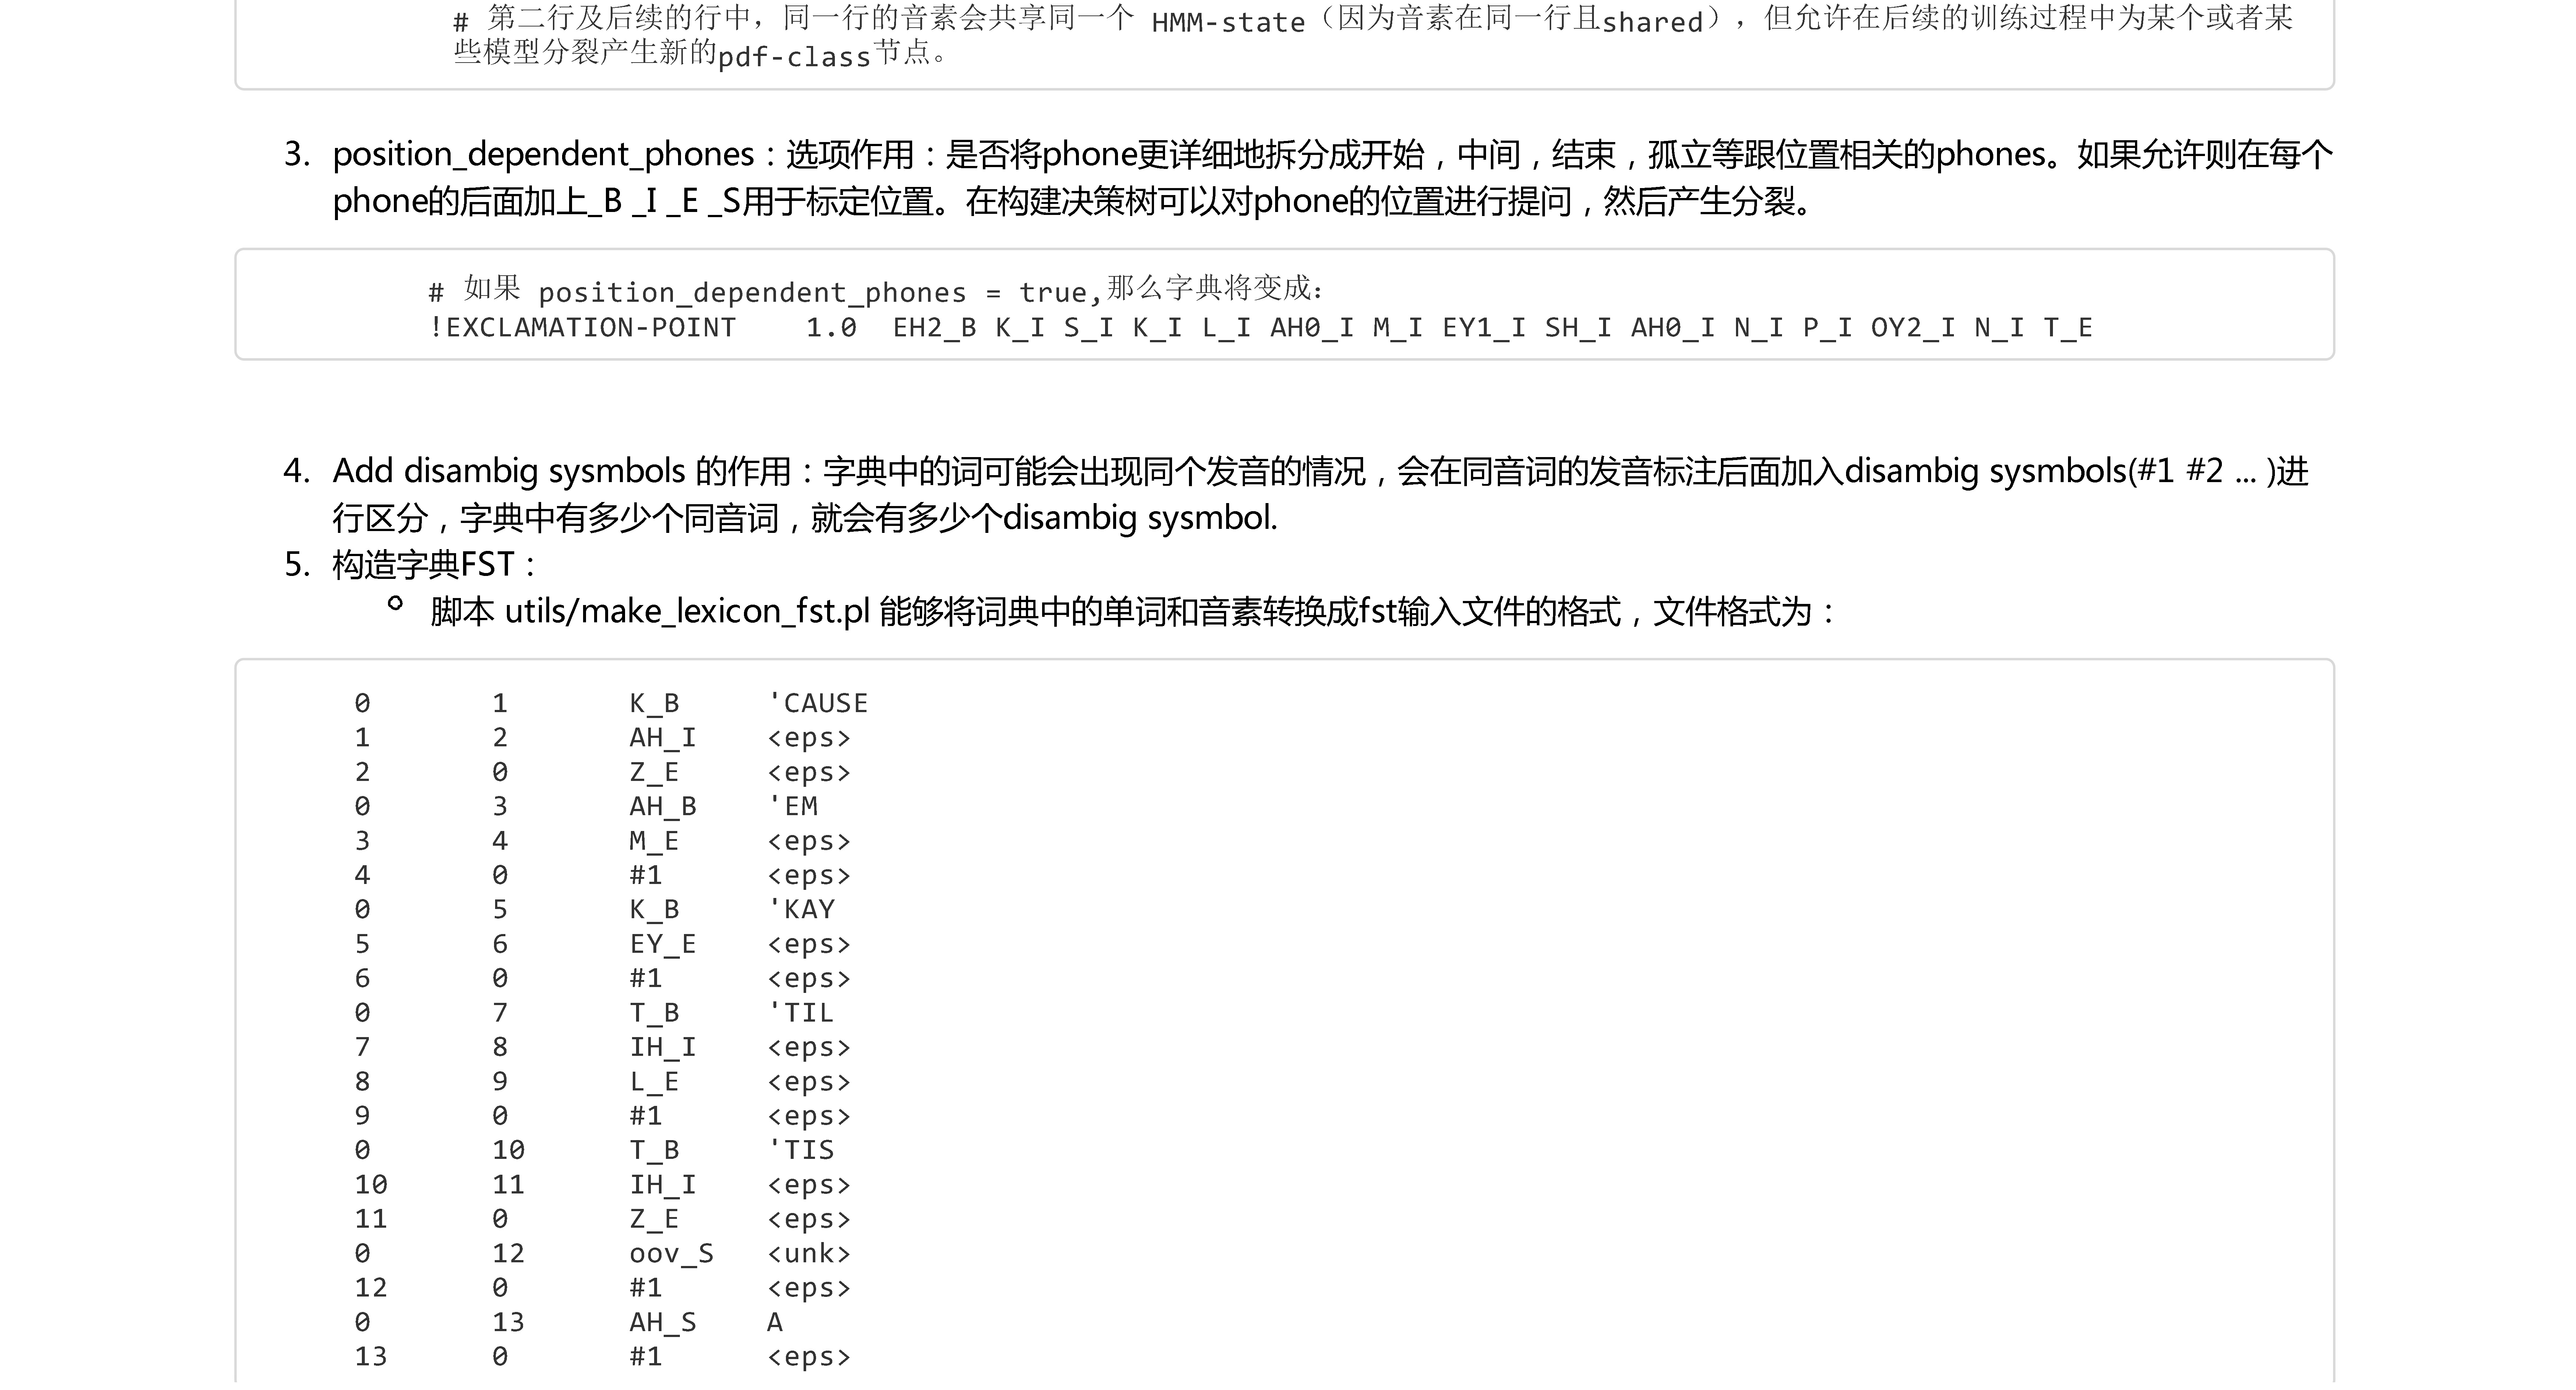 # 第二行及后续的行中，同一行的音素会共享同一个 HMM-state（因为音素在同一行且shared），但允许在后续的训练过程中为某个或者某
些模型分裂产生新的pdf-class节点。
3. position_dependent_phones：选项作用：是否将phone更详细地拆分成开始，中间，结束，孤立等跟位置相关的phones。如果允许则在每个
phone的后面加上_B _I _E _S用于标定位置。在构建决策树可以对phone的位置进行提问，然后产生分裂。
# 如果 position_dependent_phones = true,那么字典将变成：
!EXCLAMATION-POINT 1.0 EH2_B K_I S_I K_I L_I AH0_I M_I EY1_I SH_I AH0_I N_I P_I OY2_I N_I T_E
4. Add disambig sysmbols 的作用：字典中的词可能会出现同个发音的情况，会在同音词的发音标注后面加入disambig sysmbols(#1 #2 ... )进
行区分，字典中有多少个同音词，就会有多少个disambig sysmbol.
5. 构造字典FST：
○ 脚本 utils/make_lexicon_fst.pl 能够将词典中的单词和音素转换成fst输入文件的格式，文件格式为：
0 1 K_B 'CAUSE
1 2 AH_I <eps>
2 0 Z_E <eps>
0 3 AH_B 'EM
3 4 M_E <eps>
4 0 #1 <eps>
0 5 K_B 'KAY
5 6 EY_E <eps>
6 0 #1 <eps>
0 7 T_B 'TIL
7 8 IH_I <eps>
8 9 L_E <eps>
9 0 #1 <eps>
0 10 T_B 'TIS
10 11 IH_I <eps>
11 0 Z_E <eps>
0 12 oov_S <unk>
12 0 #1 <eps>
0 13 AH_S A
13 0 #1 <eps>